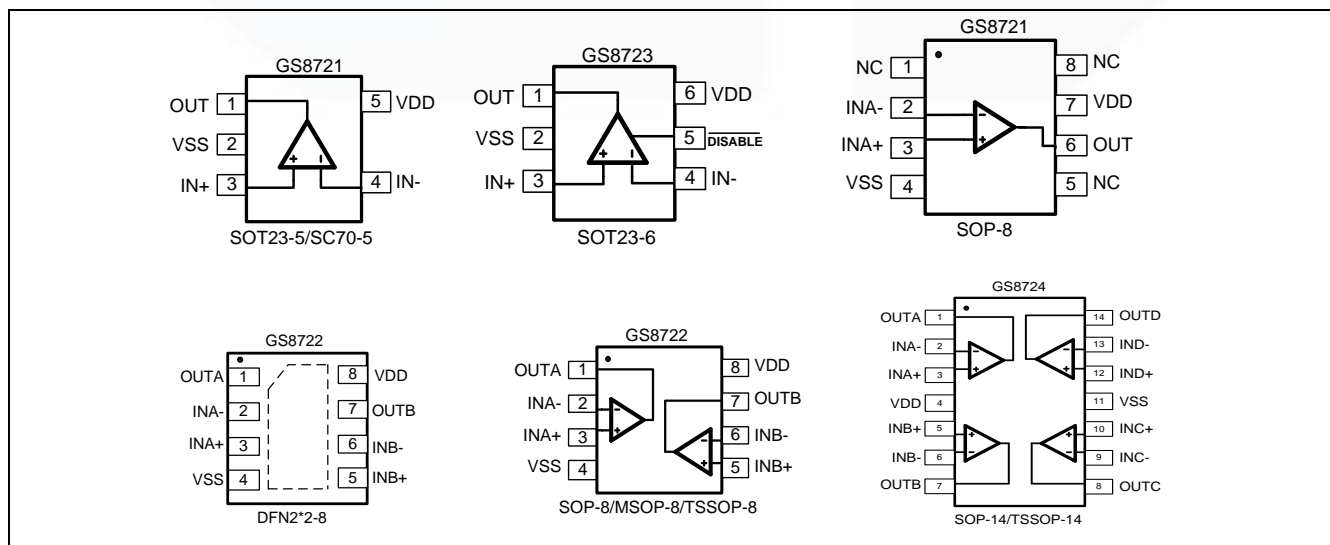 GS8721
OUT 1
VSS 2
IN+ 3
5 VDD
4 IN-
+ -
SOT23-5/SC70-5
GS8723
OUT 1
VSS 2
IN+ 3
6 VDD
5 DISABLE
4 IN-
+ -
SOT23-6
GS8721
NC 1
INA- 2
INA+ 3
VSS 4
8 NC
7 VDD
6 OUT
5 NC
-
+
SOP-8
GS8722
OUTA 1
INA- 2
INA+ 3
VSS 4
8 VDD
7 OUTB
6 INB-
5 INB+
DFN2*2-8
GS8722
OUTA 1
INA- 2
INA+ 3
VSS 4
8 VDD
7 OUTB
6 INB-
5 INB+
-
+
-
+
SOP-8/MSOP-8/TSSOP-8
GS8724
OUTA 1
INA- 2
INA+ 3
VDD 4
INB+ 5
INB- 6
OUTB 7
14 OUTD
13 IND-
12 IND+
11 VSS
10 INC+
9 INC-
8 OUTC
-
+
-
+
+
-
+
-
SOP-14/TSSOP-14